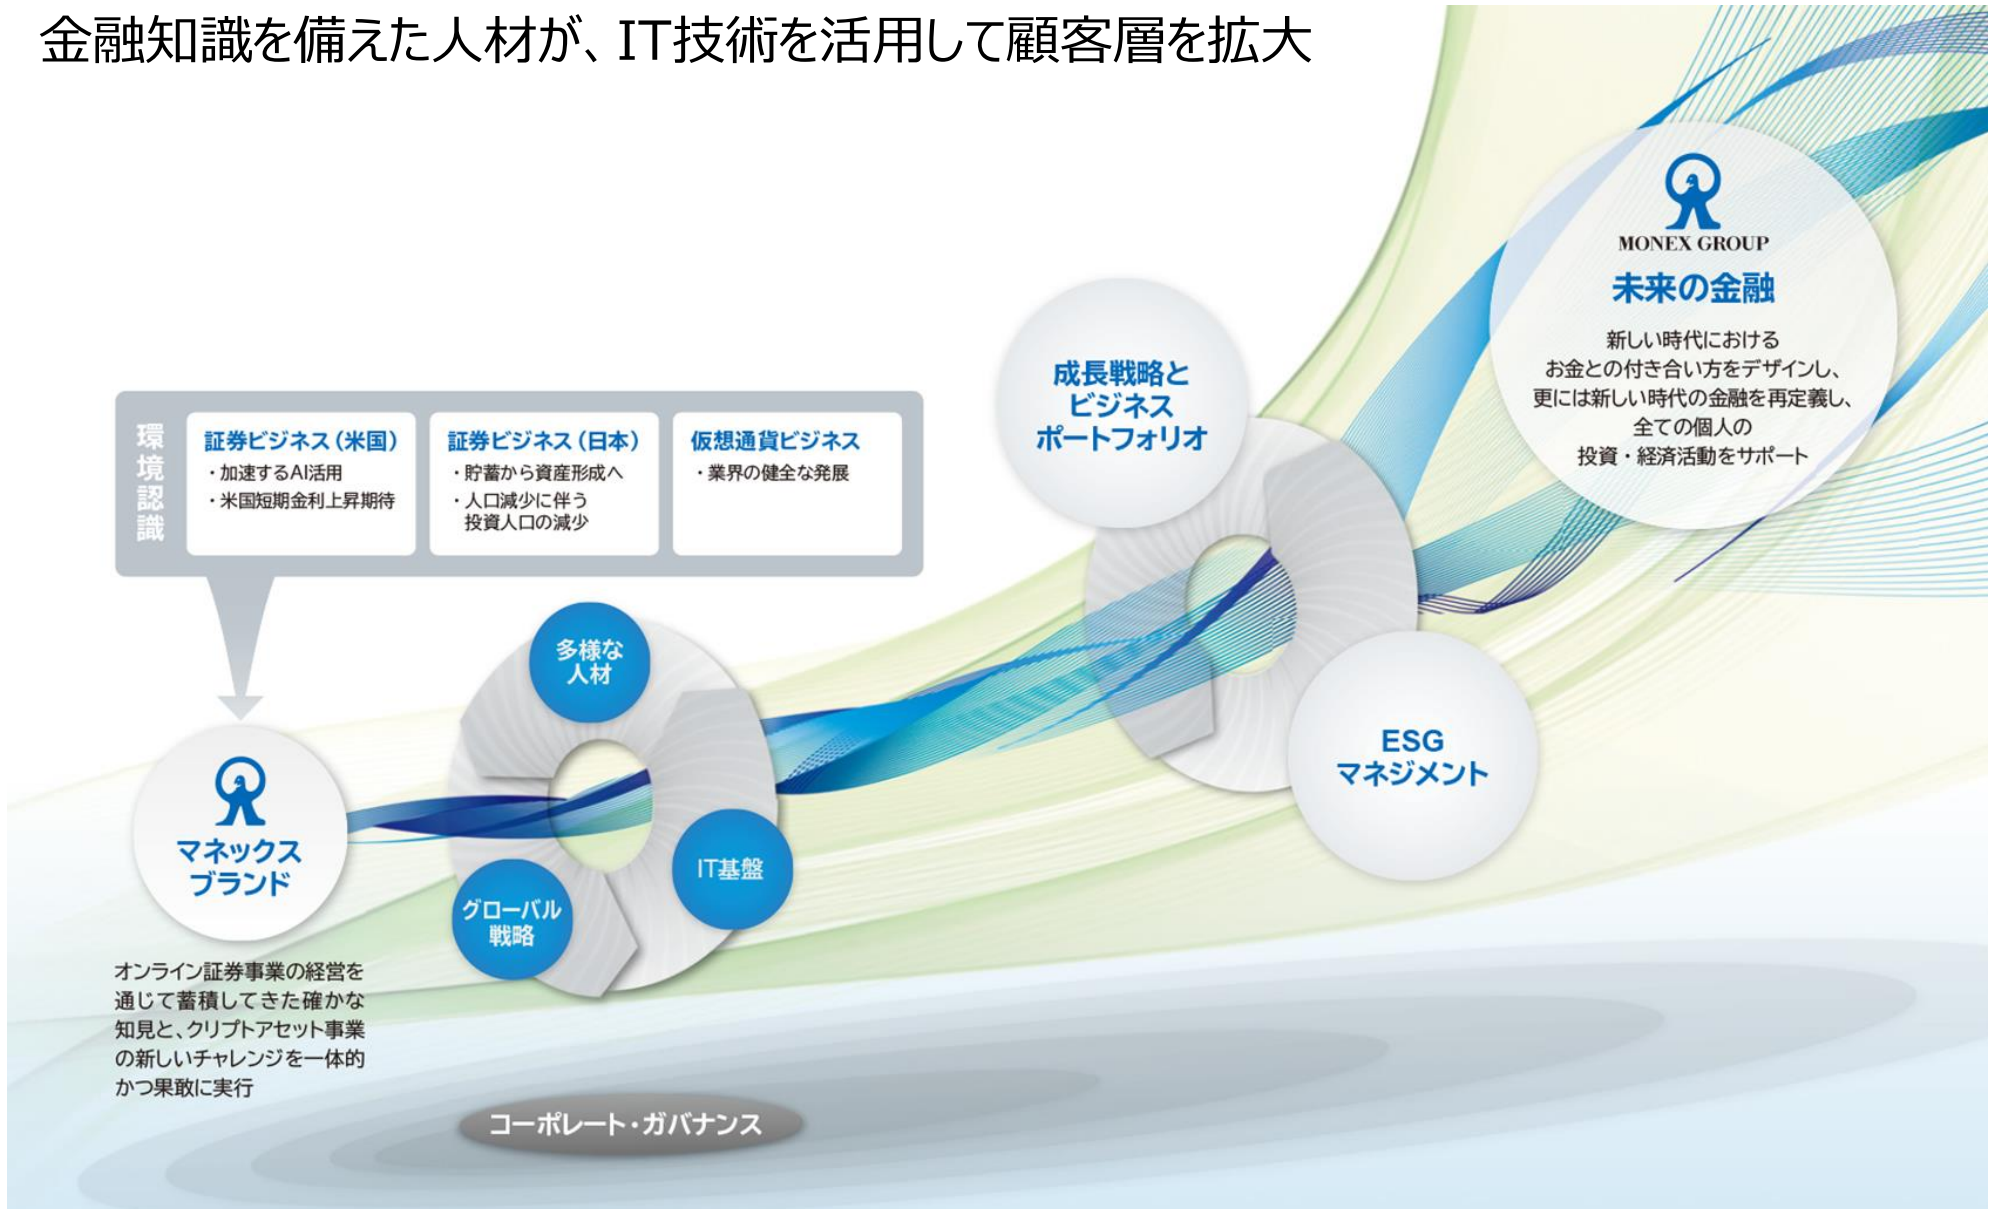 金融知識を備えた人材が、IT技術を活用して顧客層を拡大
環境認識
証券ビジネス（米国）
・加速するAI活用
・米国短期金利上昇期待
証券ビジネス（日本）
・貯蓄から資産形成へ
・人口減少に伴う
投資人口の減少
仮想通貨ビジネス
・業界の健全な発展
マネックス
ブランド
オンライン証券事業の経営を
通じて蓄積してきた確かな
知見と、クリプトアセット事業
の新しいチャレンジを一体的
かつ果敢に実行
多様な
人材
IT基盤
グローバル
戦略
コーポレート・ガバナンス
成長戦略と
ビジネス
ポートフォリオ
ESG
マネジメント
MONEX GROUP
未来の金融
新しい時代における
お金との付き合い方をデザインし、
更には新しい時代の金融を再定義し、
全ての個人の
投資・経済活動をサポート